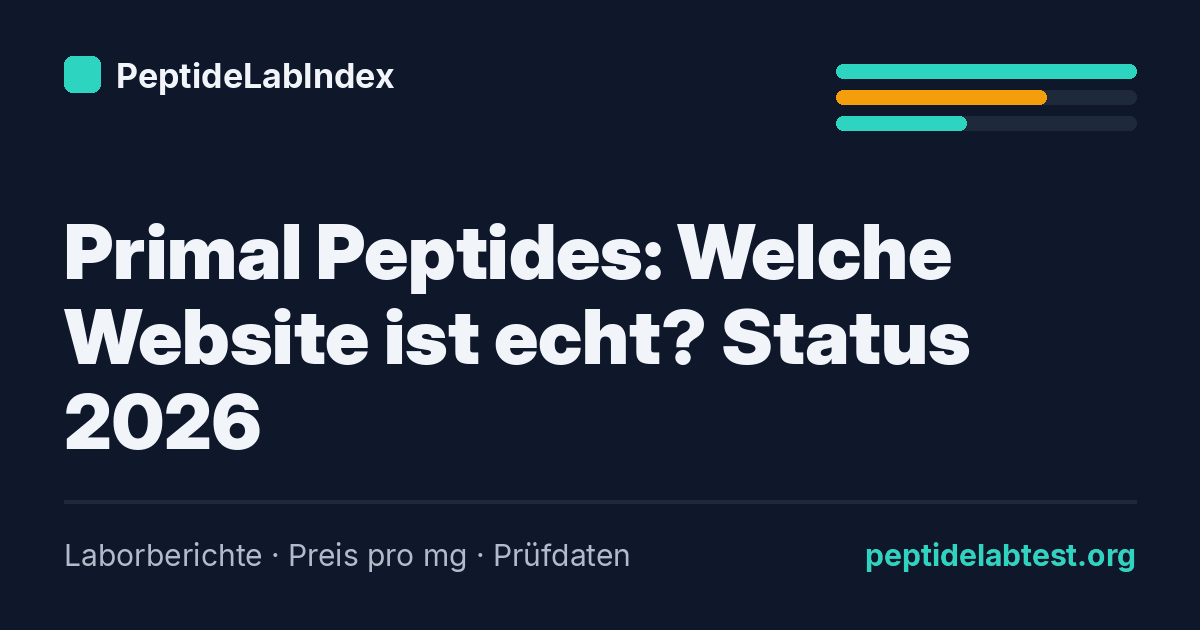 PeptideLabIndex
Primal Peptides: Welche
Website ist echt? Status
2026
Laborberichte · Preis pro mg · Prüfdaten
peptidelabtest.org